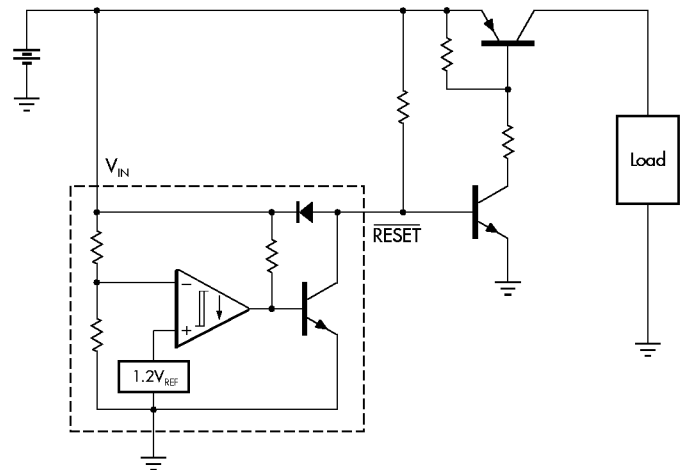 Load
V_IN
RESET
−
+
1.2V_REF